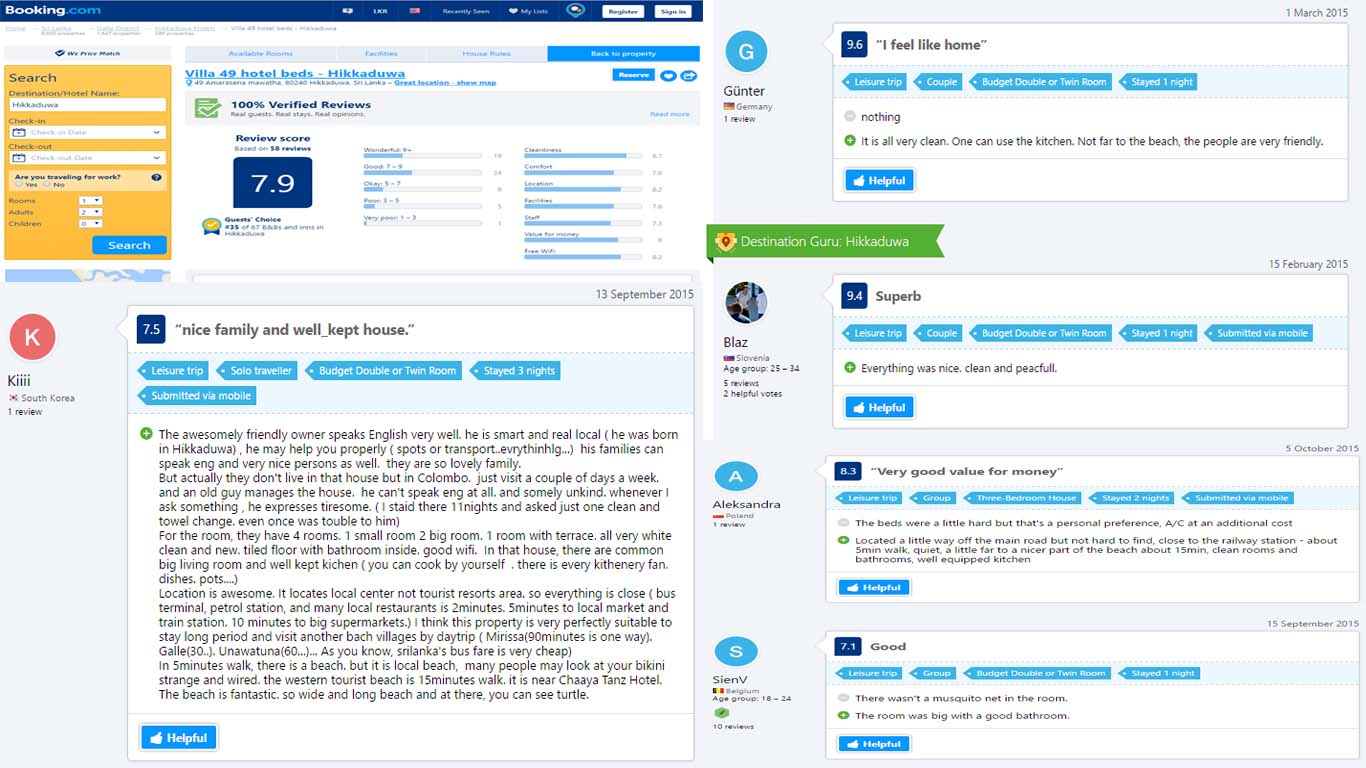 Booking.com
LKR
Recently Seen
My Lists
Register
Sign in
Home
Sri Lanka
Galle District
Hikkaduwa Hotels
Villa 49 hotel beds - Hikkaduwa
We Price Match
Available Rooms
Facilities
House Rules
Back to property
Search
Destination/Hotel Name:
Hikkaduwa
Check-in
Check-in Date
Check-out
Check-out Date
Are you traveling for work?
Yes No
Rooms 1
Adults 2
Children 0
Search
Villa 49 hotel beds - Hikkaduwa
49 Amarasena mawatha, 80240 Hikkaduwa, Sri Lanka – Great location - show map
Reserve
100% Verified Reviews
Real guests. Real stays. Real opinions.
Read more
Review score
Based on 58 reviews
7.9
Guests' Choice
#35 of 67 B&Bs and inns in
Hikkaduwa
Wonderful: 9+ 19
Good: 7 – 9 24
Okay: 5 – 7 9
Poor: 3 – 5 5
Very poor: 1 – 3 1
Cleanliness 8.7
Comfort 7.8
Location 8.2
Facilities 7.6
Staff 7.3
Value for money 8
Free WiFi 8.2
13 September 2015
K
Kiiii
South Korea
1 review
7.5 “nice family and well_kept house.”
Leisure trip Solo traveller Budget Double or Twin Room Stayed 3 nights
Submitted via mobile
The awesomely friendly owner speaks English very well. he is smart and real local ( he was born
in Hikkaduwa) , he may help you properly ( spots or transport..evrythinhlg...) his families can
speak eng and very nice persons as well. they are so lovely family.
But actually they don't live in that house but in Colombo. just visit a couple of days a week.
and an old guy manages the house. he can't speak eng at all. and somely unkind. whenever I
ask something , he expresses tiresome. ( I staid there 11nights and asked just one clean and
towel change. even once was touble to him)
For the room, they have 4 rooms. 1 small room 2 big room. 1 room with terrace. all very white
clean and new. tiled floor with bathroom inside. good wifi. In that house, there are common
big living room and well kept kichen ( you can cook by yourself . there is every kithenery fan.
dishes. pots....)
Location is awesome. It locates local center not tourist resorts area. so everything is close ( bus
terminal, petrol station, and many local restaurants is 2minutes. 5minutes to local market and
train station. 10 minutes to big supermarkets.) I think this property is very perfectly suitable to
stay long period and visit another bach villages by daytrip ( Mirissa(90minutes is one way).
Galle(30..). Unawatuna(60...)... As you know, srilanka's bus fare is very cheap)
In 5minutes walk, there is a beach. but it is local beach, many people may look at your bikini
strange and wired. the western tourist beach is 15minutes walk. it is near Chaaya Tanz Hotel.
The beach is fantastic. so wide and long beach and at there, you can see turtle.
Helpful
1 March 2015
G
Günter
Germany
1 review
9.6 “I feel like home”
Leisure trip Couple Budget Double or Twin Room Stayed 1 night
nothing
It is all very clean. One can use the kitchen. Not far to the beach, the people are very friendly.
Helpful
Destination Guru: Hikkaduwa
15 February 2015
Blaz
Slovenia
Age group: 25 – 34
5 reviews
2 helpful votes
9.4 Superb
Leisure trip Couple Budget Double or Twin Room Stayed 1 night Submitted via mobile
Everything was nice. clean and peacfull.
Helpful
5 October 2015
A
Aleksandra
Poland
1 review
8.3 “Very good value for money”
Leisure trip Group Three-Bedroom House Stayed 2 nights Submitted via mobile
The beds were a little hard but that's a personal preference, A/C at an additional cost
Located a little way off the main road but not hard to find, close to the railway station - about
5min walk, quiet, a little far to a nicer part of the beach about 15min, clean rooms and
bathrooms, well equipped kitchen
Helpful
15 September 2015
S
SienV
Belgium
Age group: 18 – 24
10 reviews
7.1 Good
Leisure trip Group Budget Double or Twin Room Stayed 1 night
There wasn't a musquito net in the room.
The room was big with a good bathroom.
Helpful